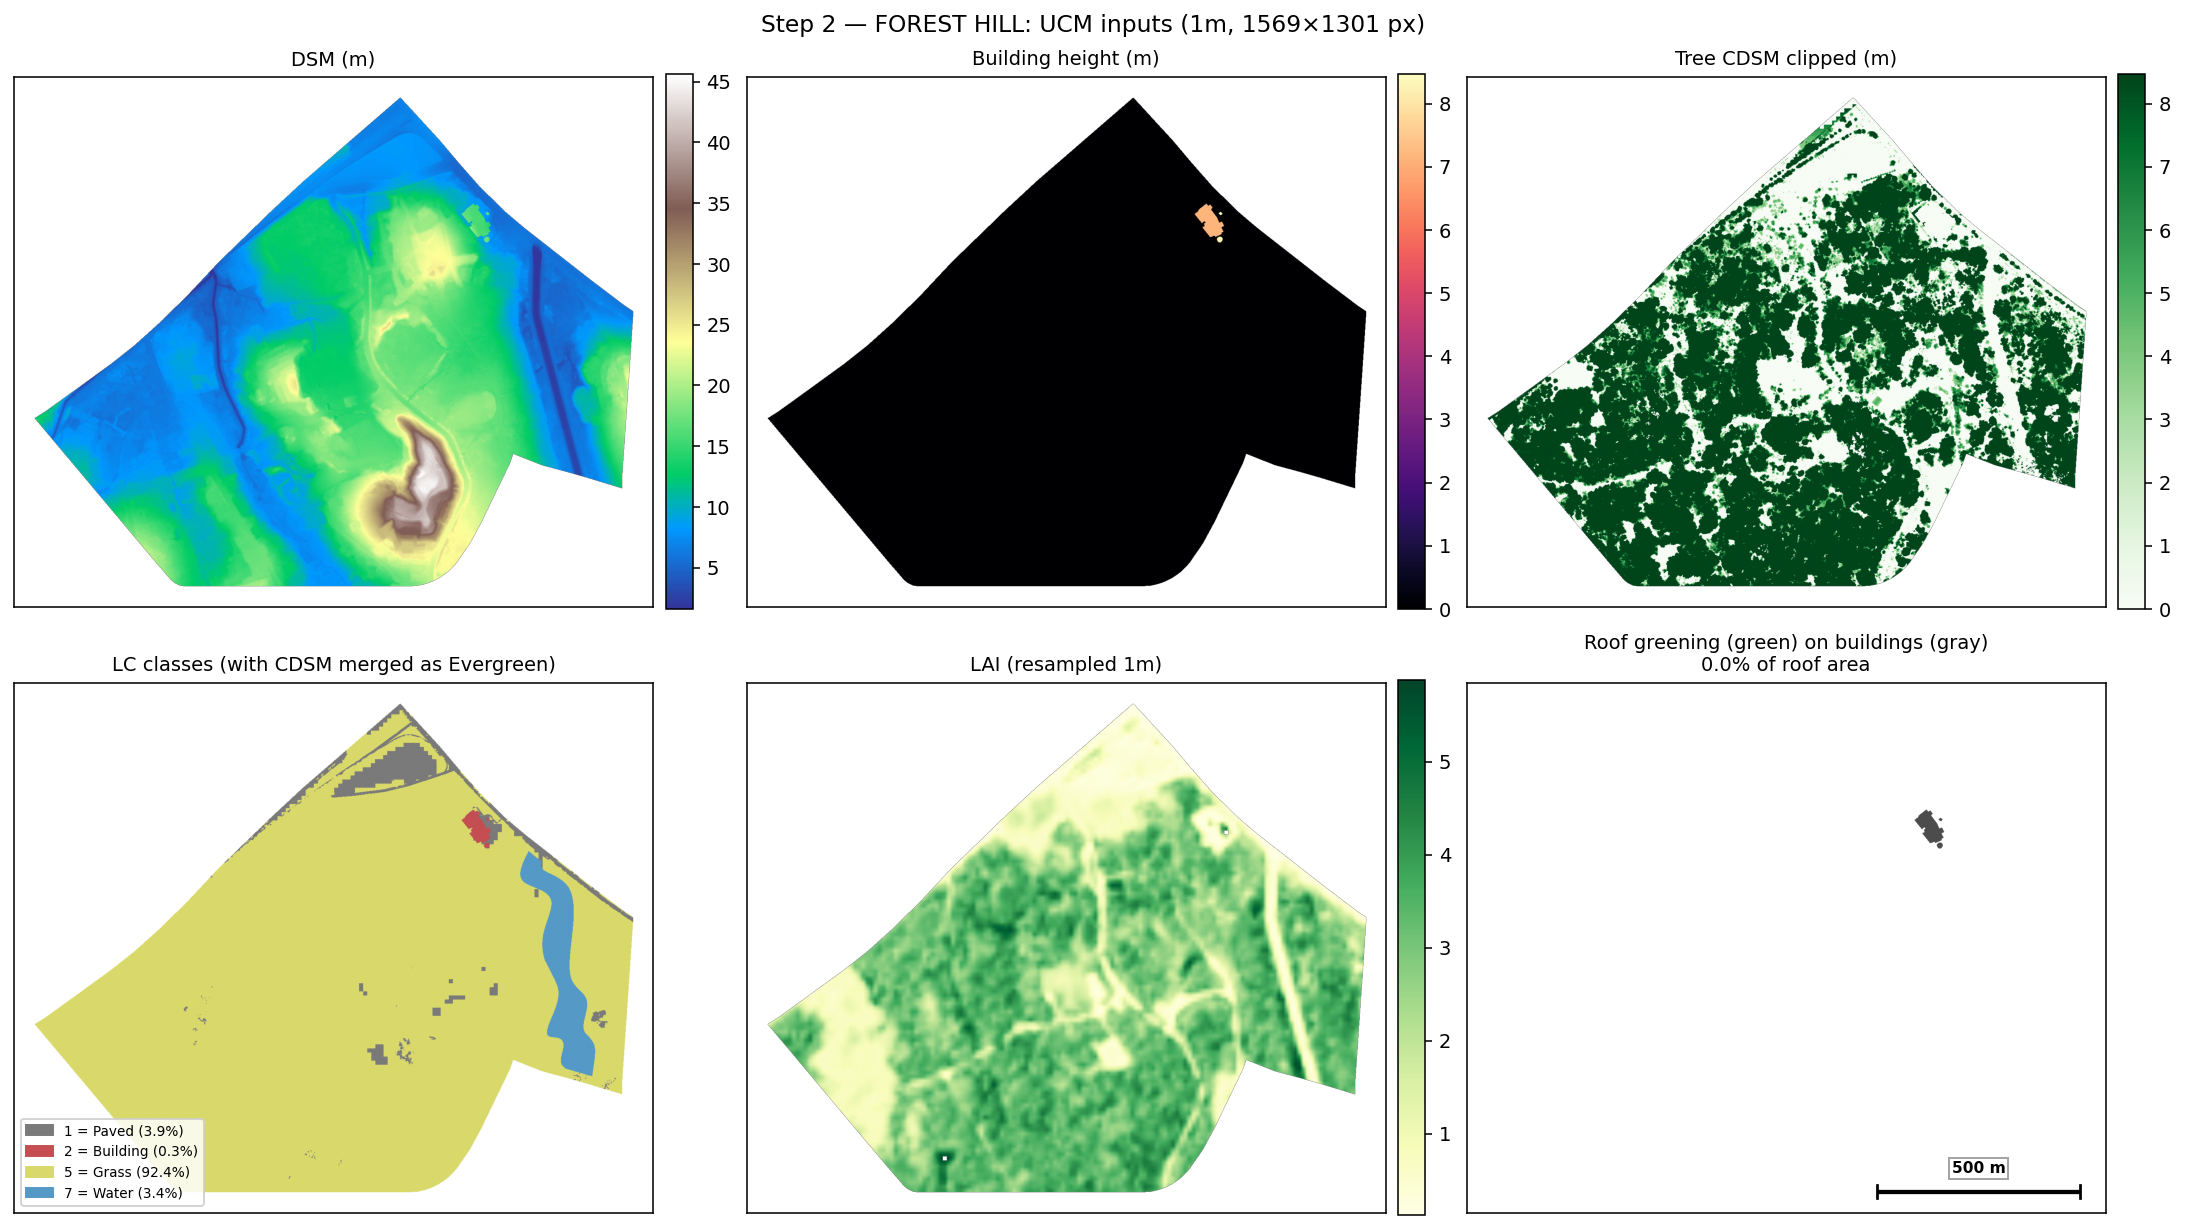 Step 2 — FOREST HILL: UCM inputs (1m, 1569×1301 px)
DSM (m)
45
40
35
30
25
20
15
10
5
Building height (m)
8
7
6
5
4
3
2
1
0
Tree CDSM clipped (m)
8
7
6
5
4
3
2
1
0
LC classes (with CDSM merged as Evergreen)
1 = Paved (3.9%)
2 = Building (0.3%)
5 = Grass (92.4%)
7 = Water (3.4%)
LAI (resampled 1m)
5
4
3
2
1
Roof greening (green) on buildings (gray)
0.0% of roof area
500 m